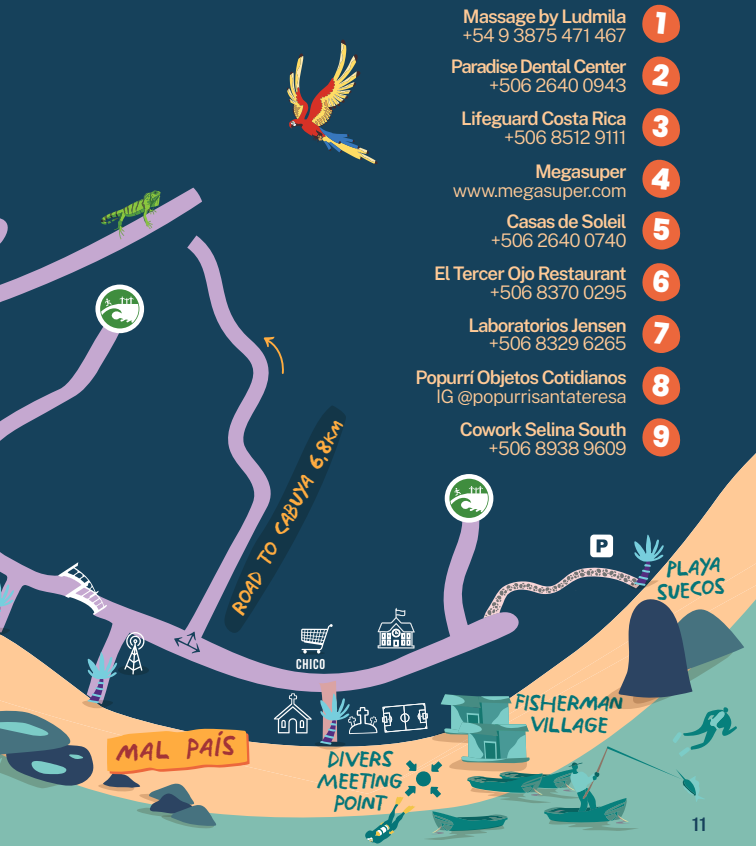 Massage by Ludmila
+54 9 3875 471 467
1
Paradise Dental Center
+506 2640 0943
2
Lifeguard Costa Rica
+506 8512 9111
3
Megasuper
www.megasuper.com
4
Casas de Soleil
+506 2640 0740
5
El Tercer Ojo Restaurant
+506 8370 0295
6
Laboratorios Jensen
+506 8329 6265
7
Popurrí Objetos Cotidianos
IG @popurrisantateresa
8
Cowork Selina South
+506 8938 9609
9
ROAD TO CABUYA 6,8KM
P
PLAYA
SUECOS
CHICO
FISHERMAN
VILLAGE
MAL PAÍS
DIVERS
MEETING
POINT
11